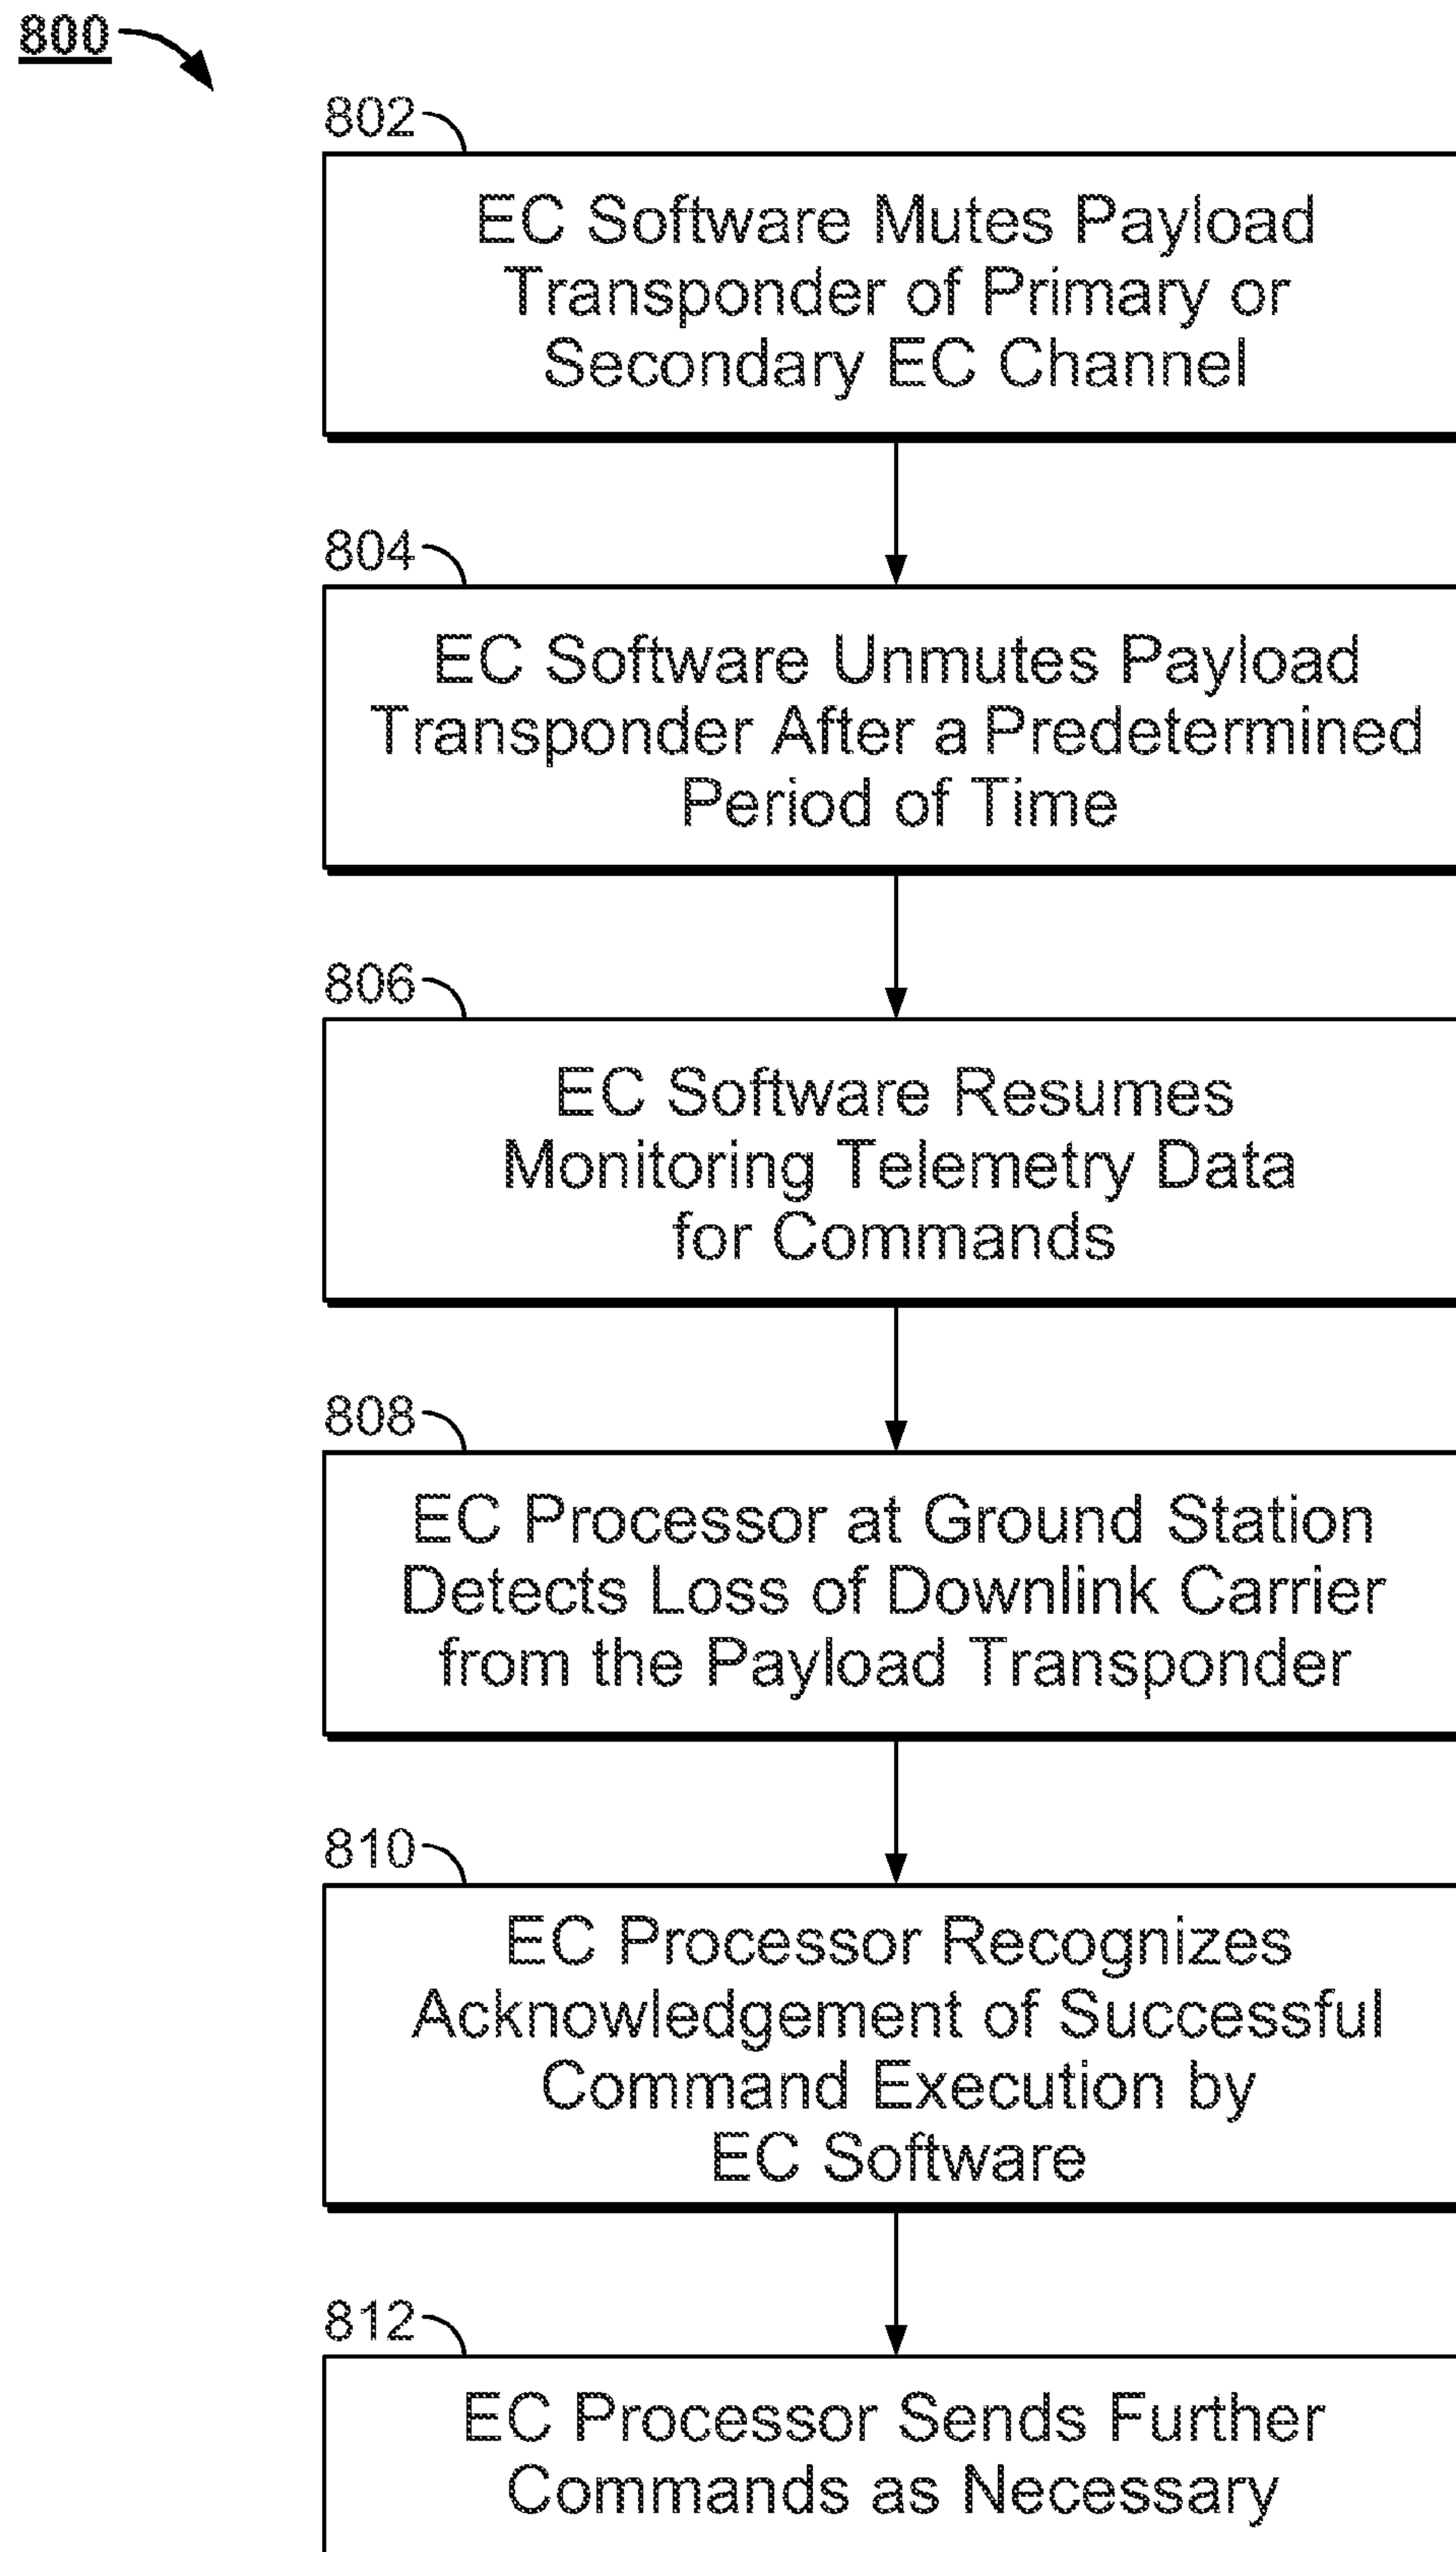 800
802
EC Software Mutes Payload
Transponder of Primary or
Secondary EC Channel
804
EC Software Unmutes Payload
Transponder After a Predetermined
Period of Time
806
EC Software Resumes
Monitoring Telemetry Data
for Commands
808
EC Processor at Ground Station
Detects Loss of Downlink Carrier
from the Payload Transponder
810
EC Processor Recognizes
Acknowledgement of Successful
Command Execution by
EC Software
812
EC Processor Sends Further
Commands as Necessary